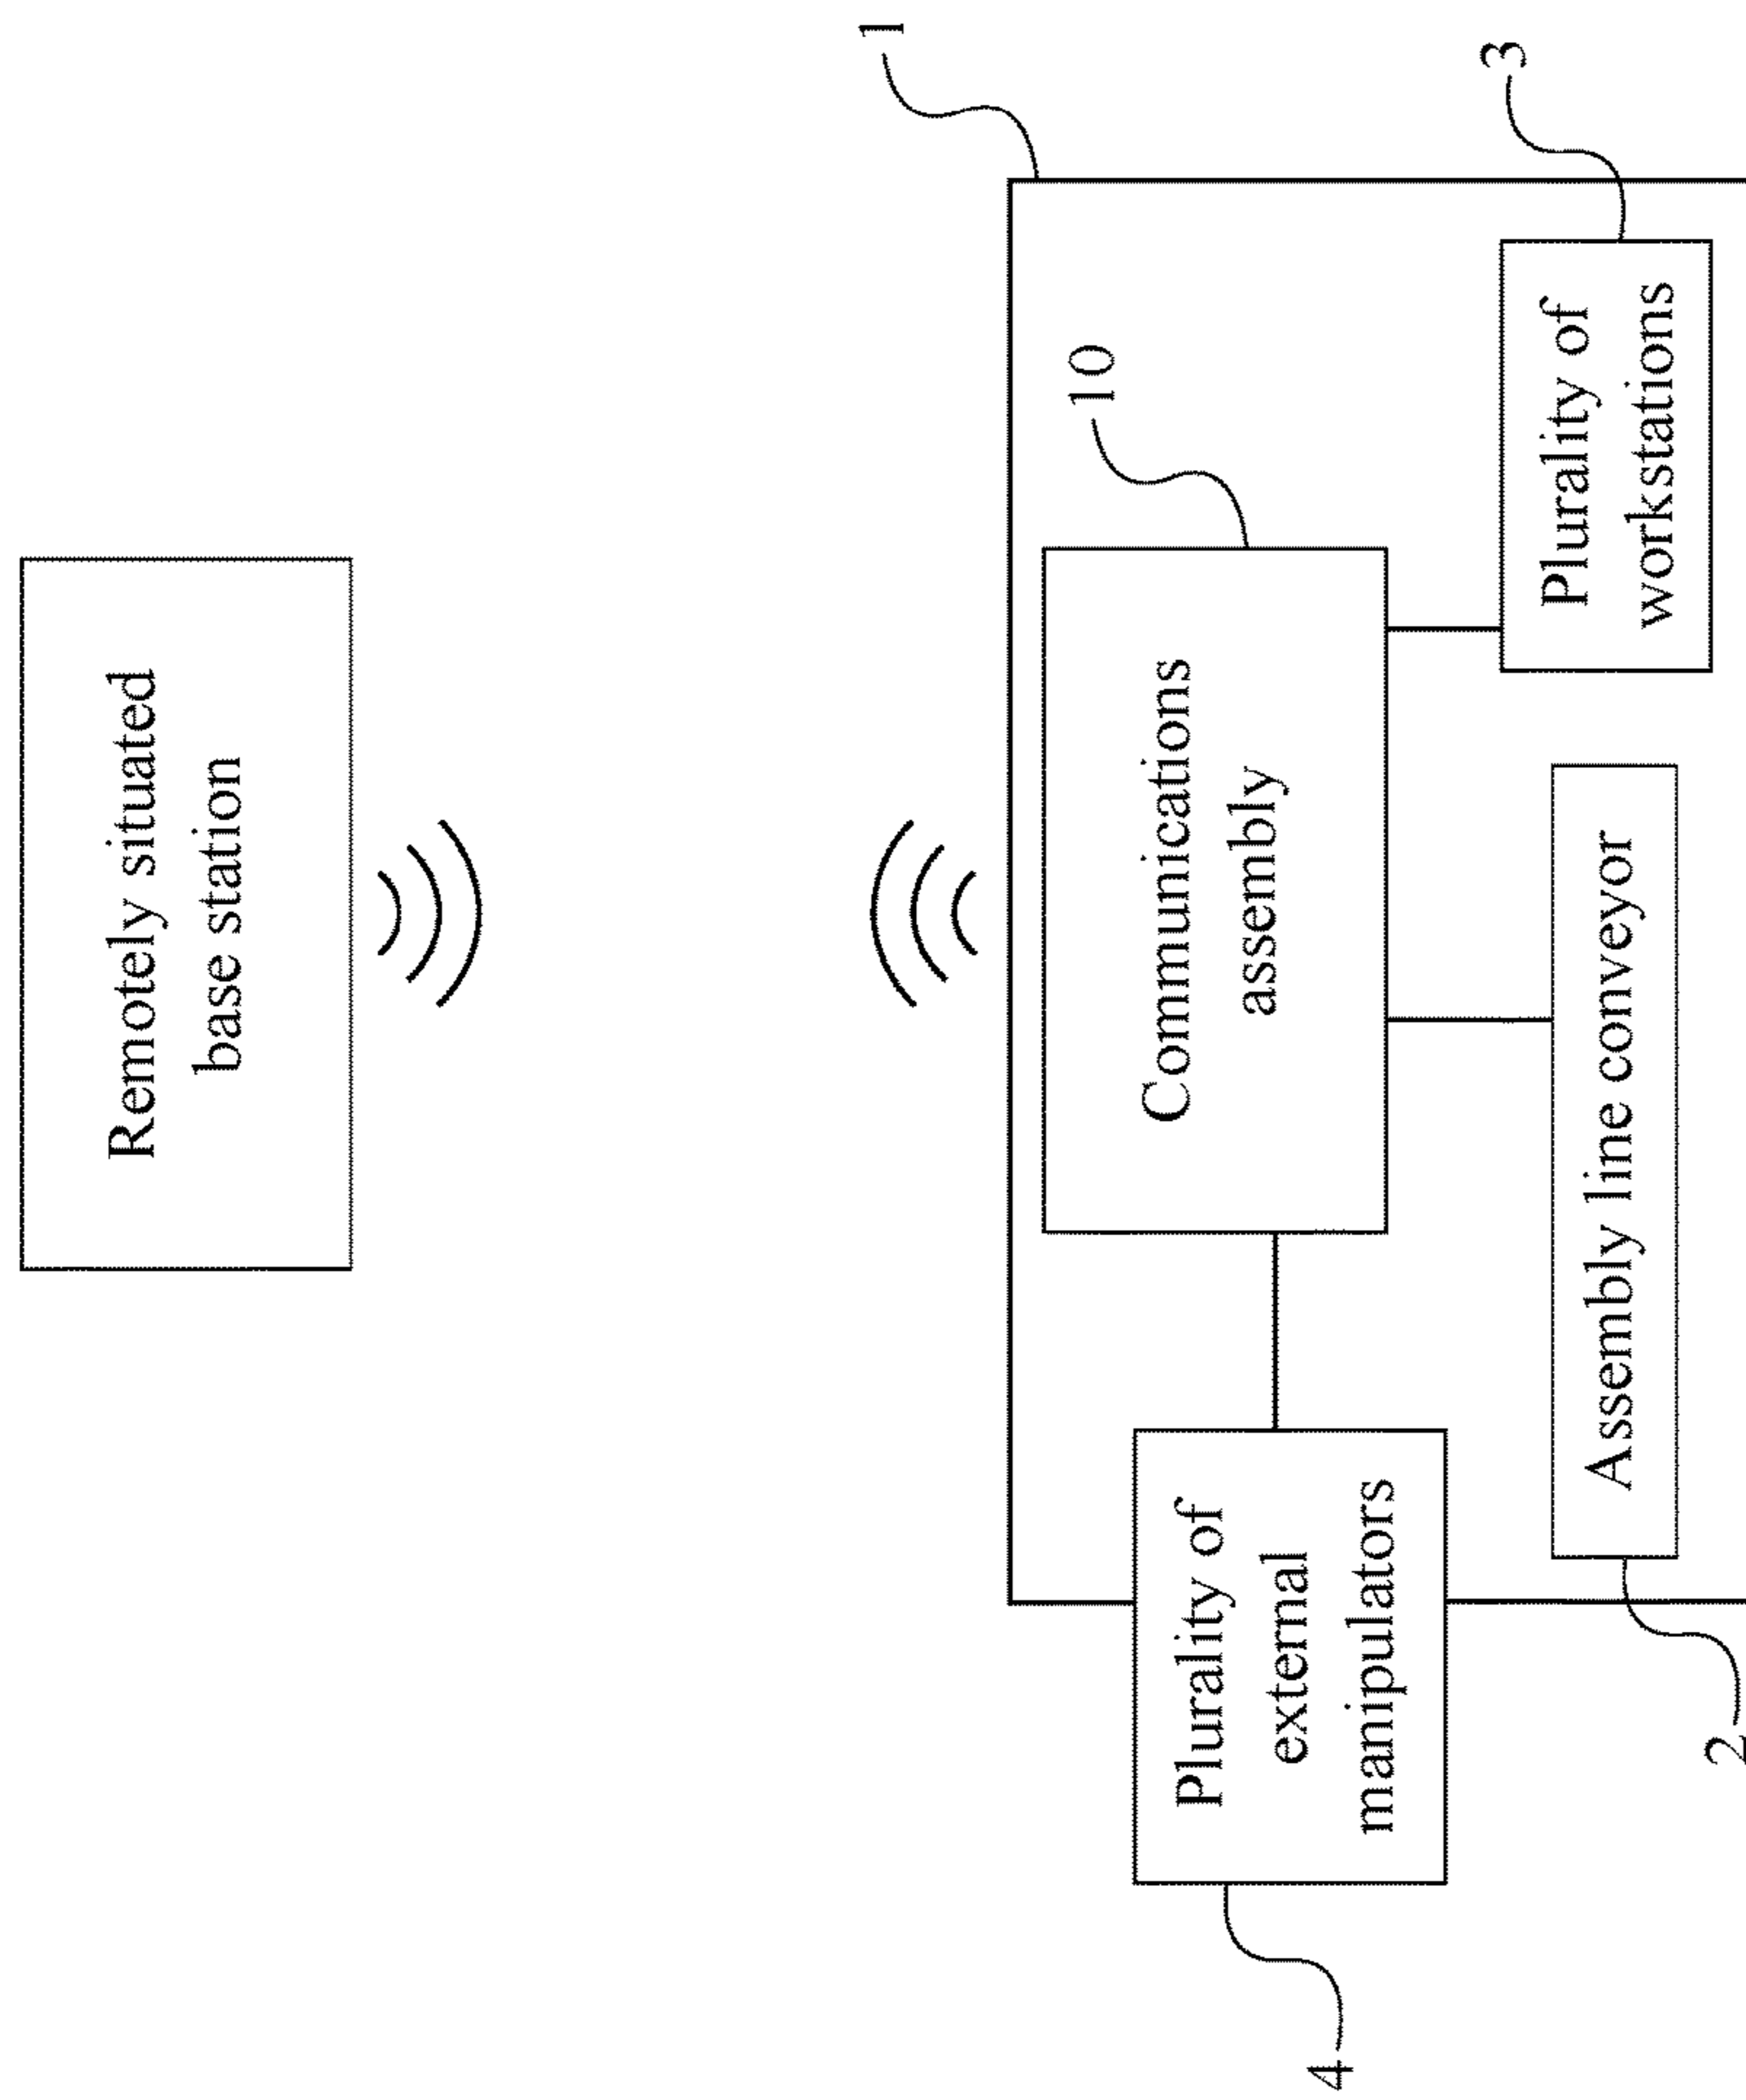 Remotely situated
base station
1
10
3
Communications
assembly
Plurality of
workstations
Plurality of
external
manipulators
Assembly line conveyor
4
2